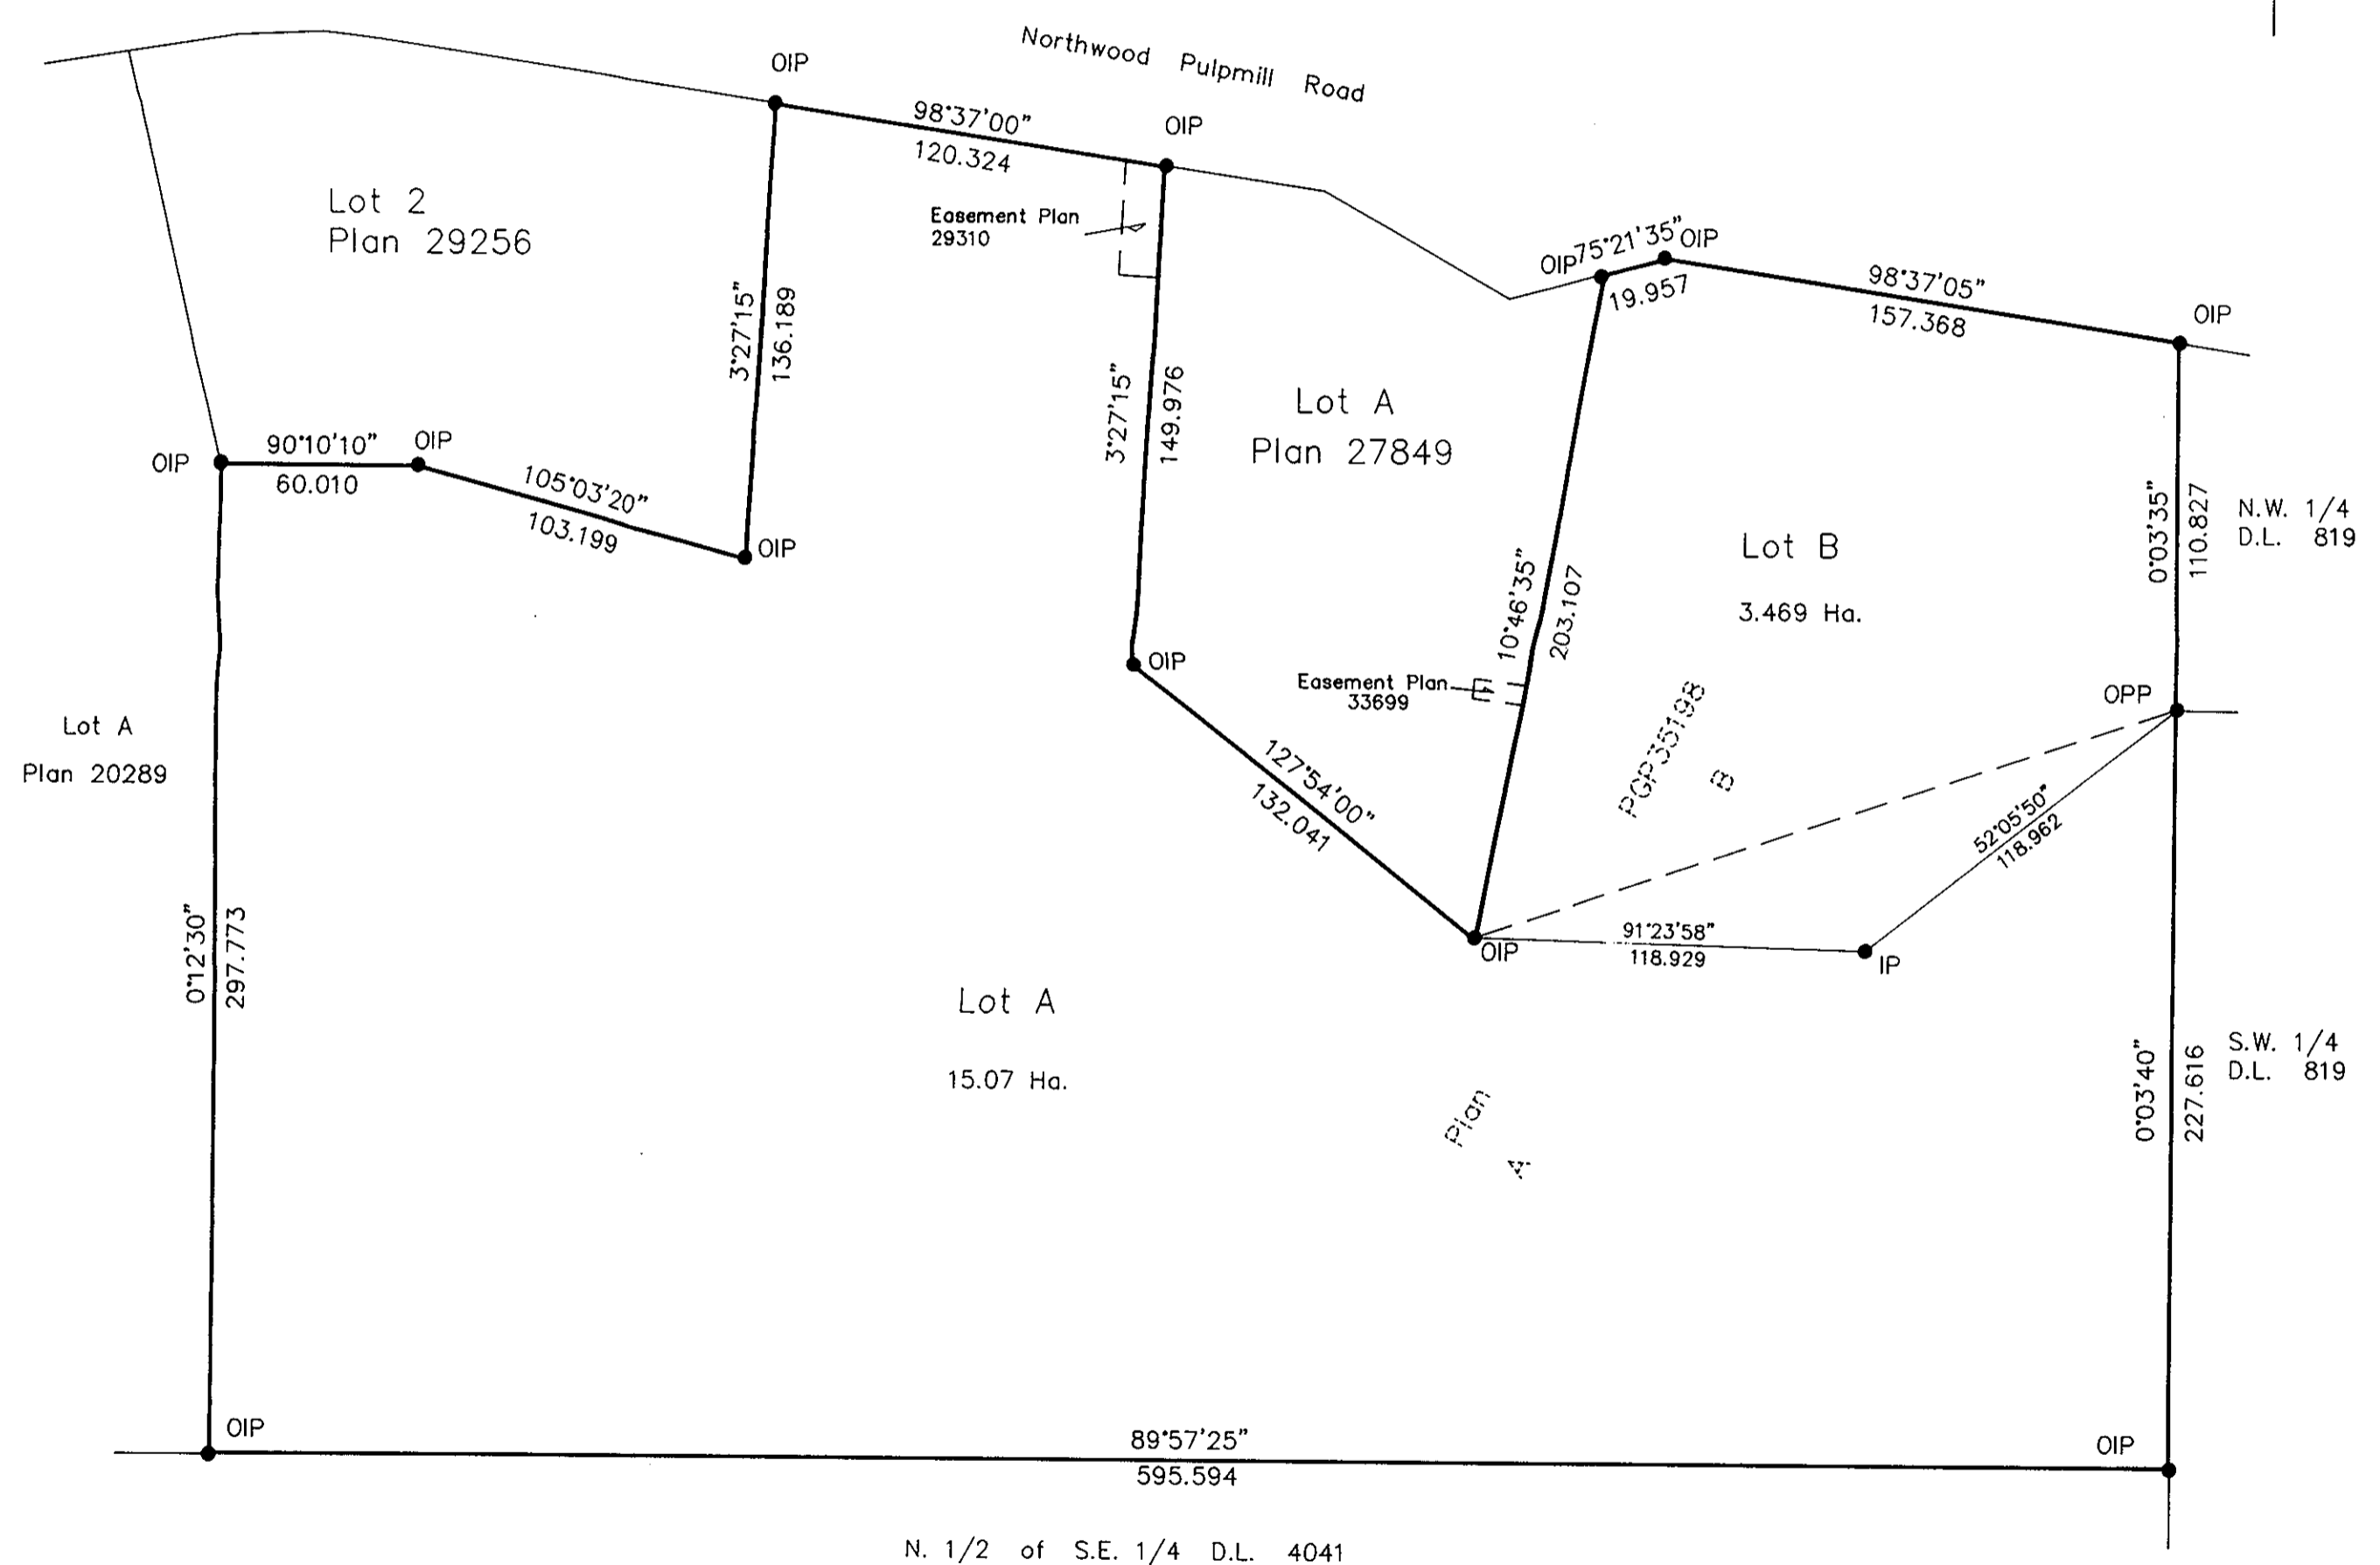 Northwood Pulpmill Road
OIP
98°37'00"
120.324
OIP
Lot 2
Plan 29256
Easement Plan
29310
3°27'15"
136.189
OIP
75°21'35"
OIP
19.957
98°37'05"
157.368
OIP
3°27'15"
149.976
Lot A
Plan 27849
OIP
90°10'10"
60.010
OIP
105°03'20"
103.199
OIP
0°03'35"
110.827
N.W. 1/4
D.L. 819
Lot B
3.469 Ha.
10°46'35"
203.107
OIP
Easement Plan
33699
PGP35198
B
OPP
Lot A
Plan 20289
127°54'00"
132.041
52°05'50"
118.962
OIP
91°23'58"
118.929
IP
0°12'30"
297.773
Lot A
15.07 Ha.
Plan
A
0°03'40"
227.616
S.W. 1/4
D.L. 819
OIP
89°57'25"
595.594
OIP
N. 1/2 of S.E. 1/4 D.L. 4041